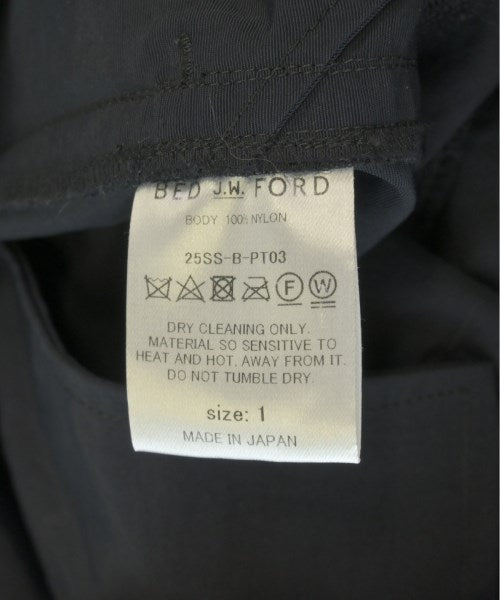 BED J.W. FORD
BODY 100% NYLON
25SS-B-PT03
F W
DRY CLEANING ONLY.
MATERIAL SO SENSITIVE TO
HEAT AND HOT, AWAY FROM IT.
DO NOT TUMBLE DRY.
size: 1
MADE IN JAPAN